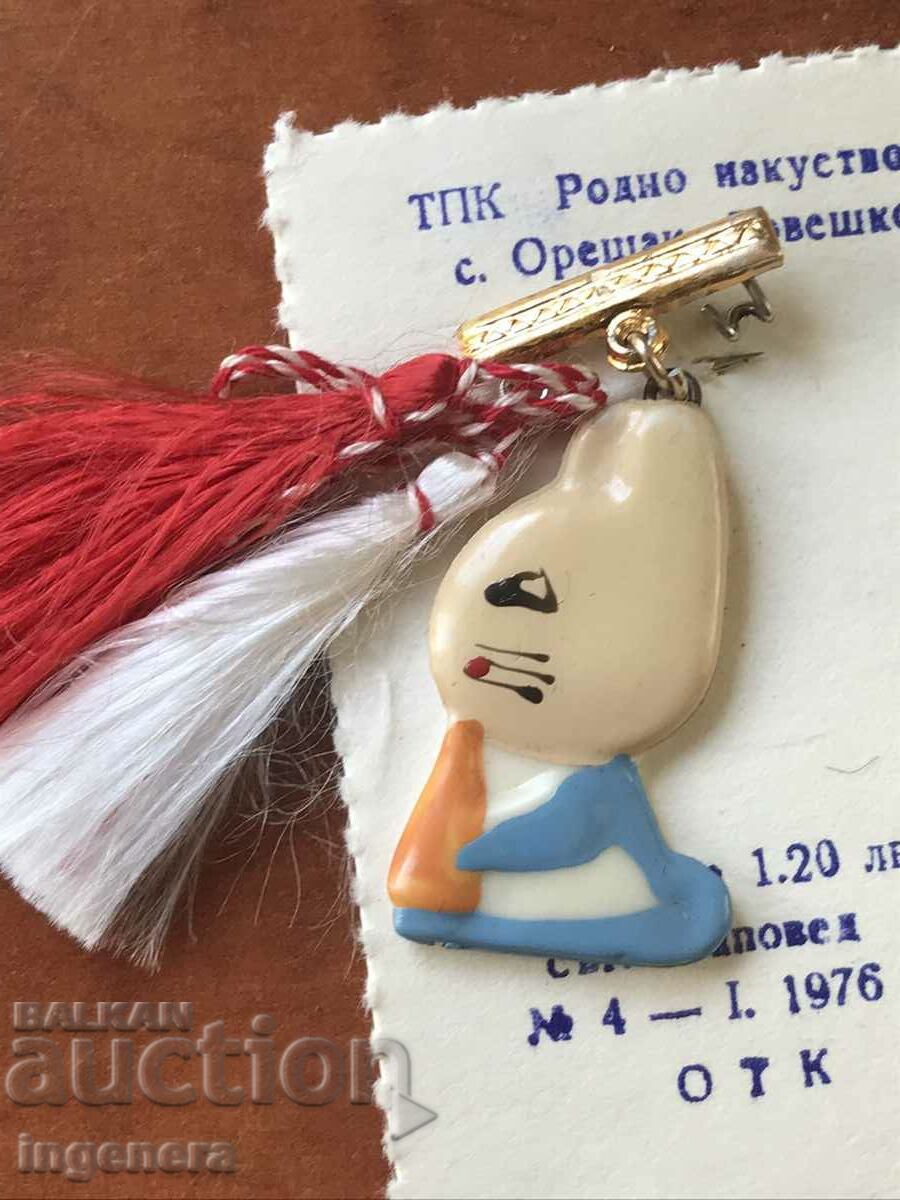 ТПК Родно изкуство
с. Орешак
1.20 лв
№ 4 — I. 1976
ОТК
BALKAN
auction
ingenera